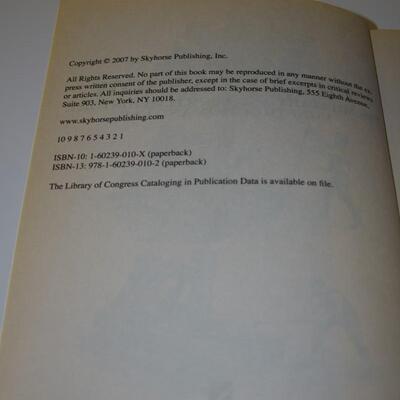 Copyright © 2007 by Skyhorse Publishing, Inc.
All Rights Reserved. No part of this book may be reproduced in any manner without the ex-
press written consent of the publisher, except in the case of brief excerpts in critical reviews
or articles. All inquiries should be addressed to: Skyhorse Publishing, 555 Eighth Avenue,
Suite 903, New York, NY 10018.
www.skyhorsepublishing.com
10 9 8 7 6 5 4 3 2 1
ISBN-10: 1-60239-010-X (paperback)
ISBN-13: 978-1-60239-010-2 (paperback)
The Library of Congress Cataloging in Publication Data is available on file.